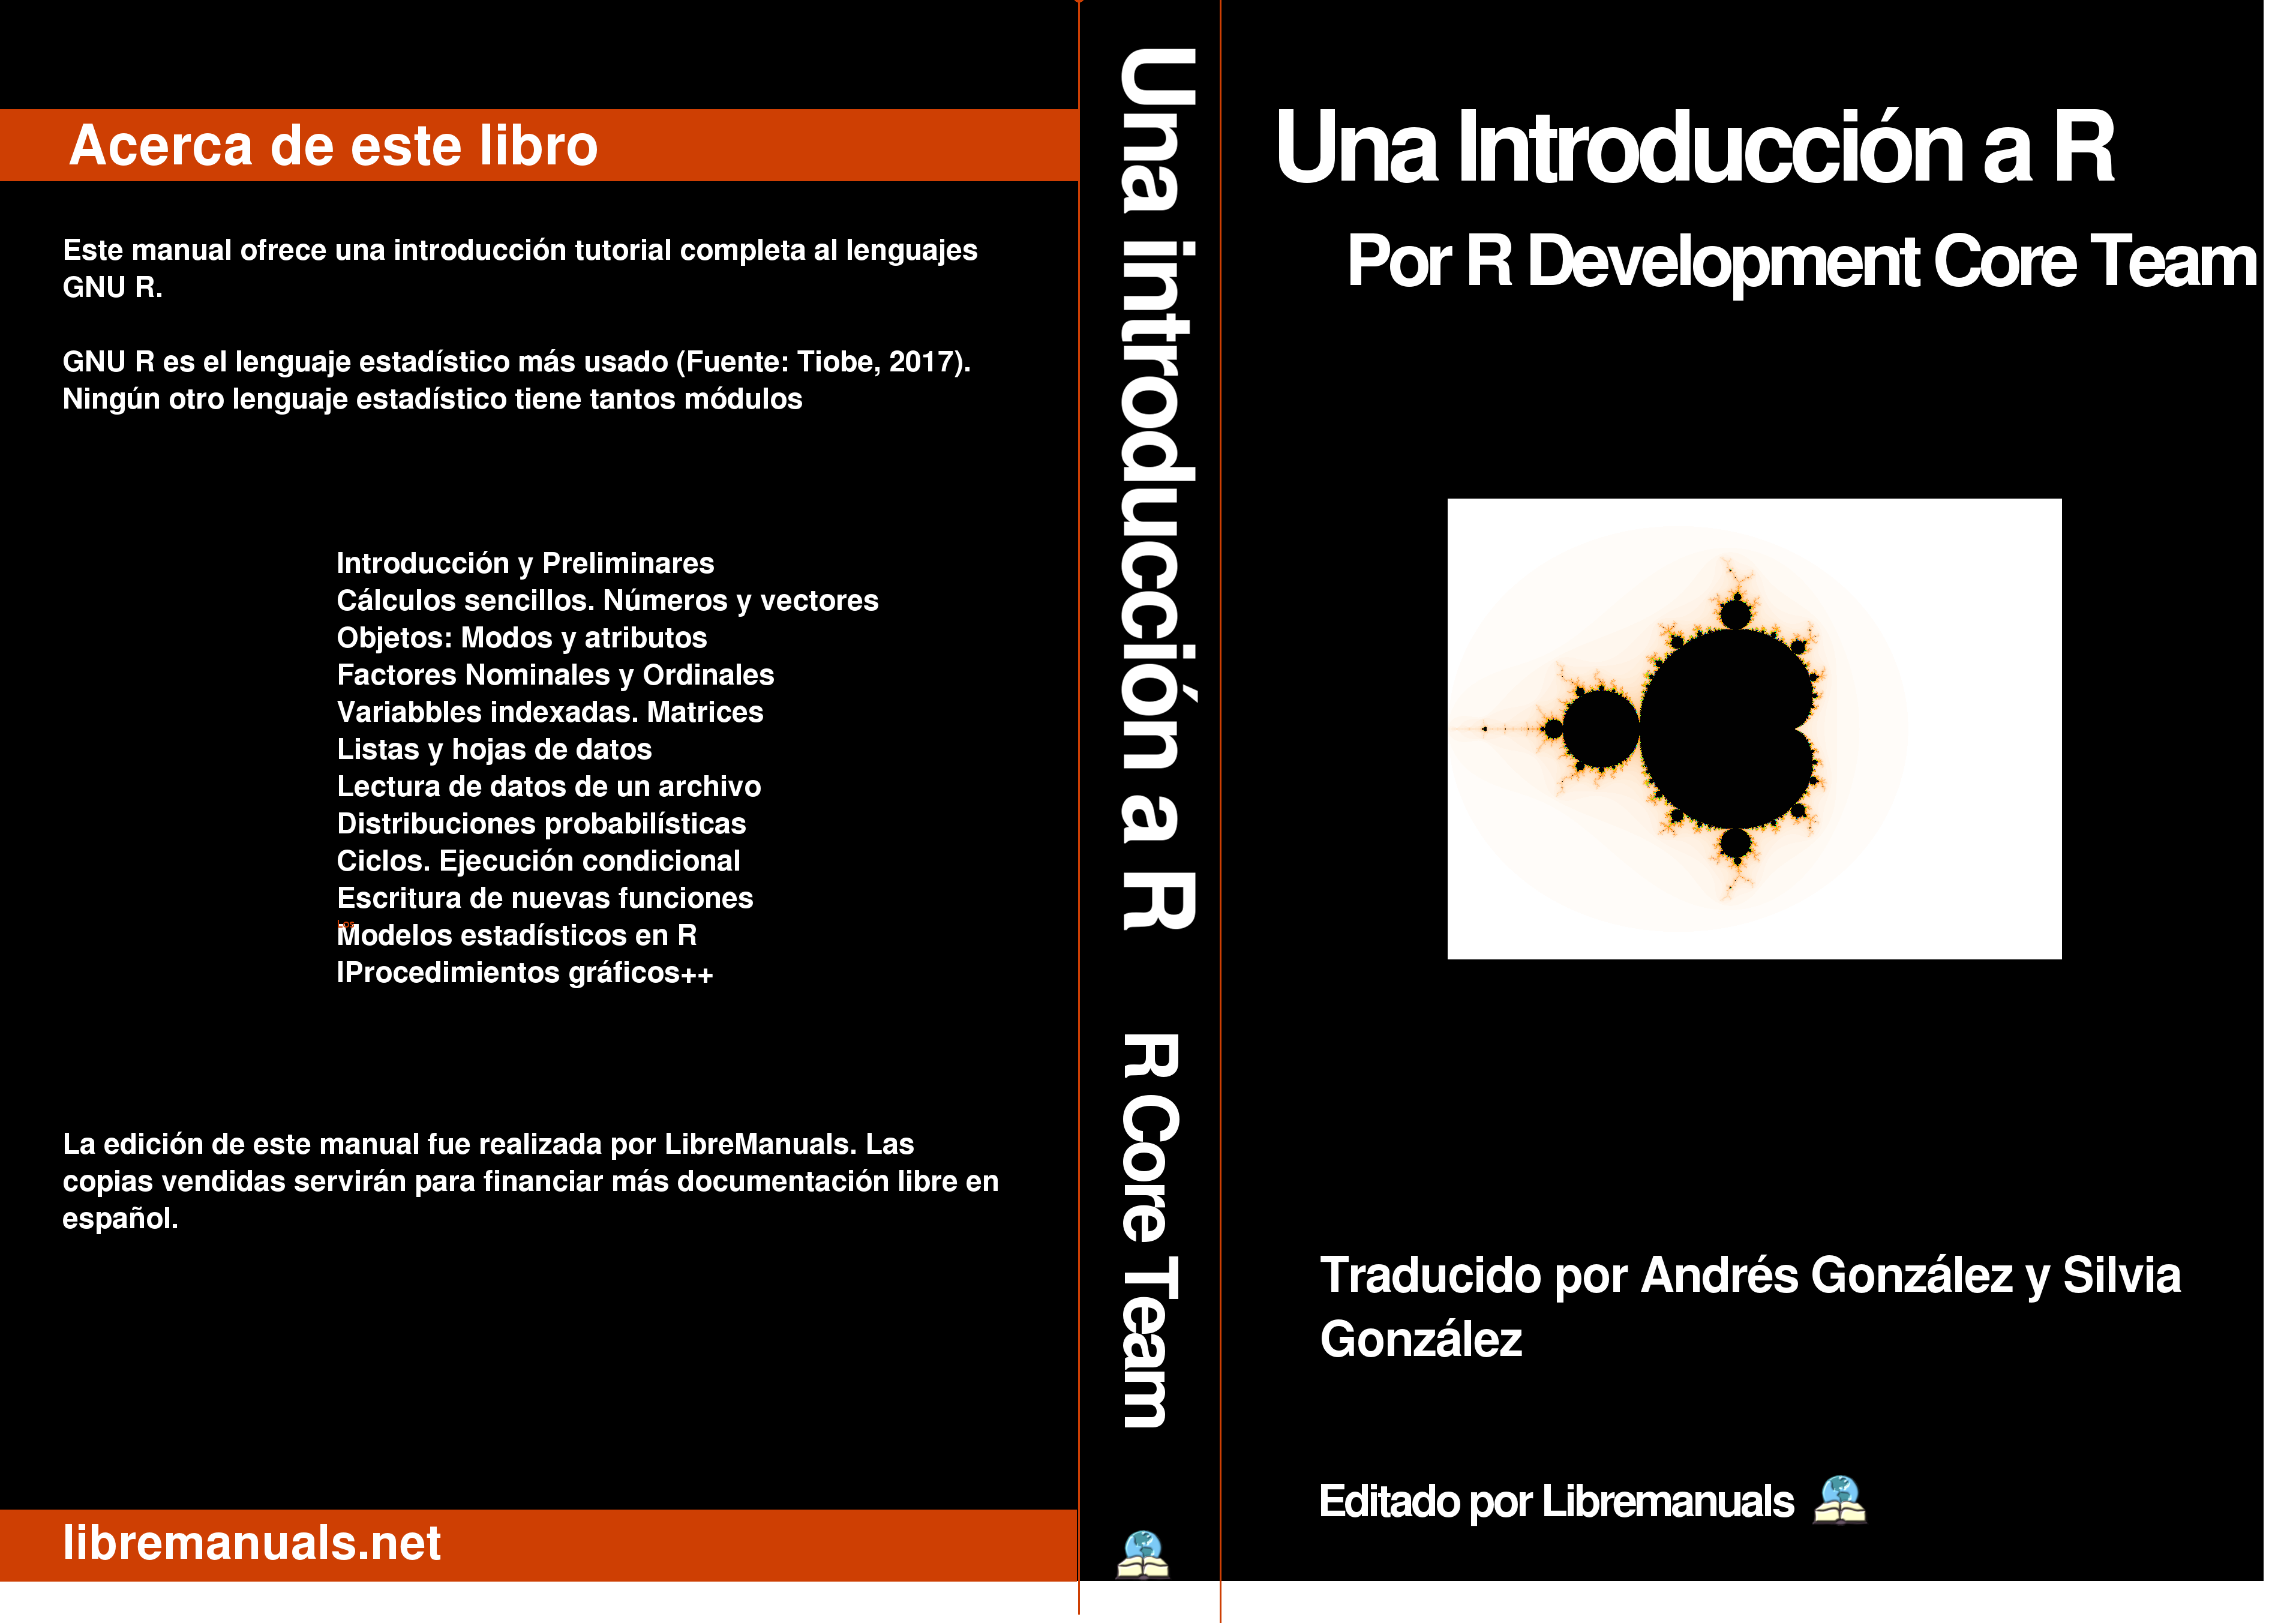 Acerca de este libro
Este manual ofrece una introducción tutorial completa al lenguajes
GNU R.
GNU R es el lenguaje estadístico más usado (Fuente: Tiobe, 2017).
Ningún otro lenguaje estadístico tiene tantos módulos
Introducción y Preliminares
Cálculos sencillos. Números y vectores
Objetos: Modos y atributos
Factores Nominales y Ordinales
Variabbles indexadas. Matrices
Listas y hojas de datos
Lectura de datos de un archivo
Distribuciones probabilísticas
Ciclos. Ejecución condicional
Escritura de nuevas funciones
Los
Modelos estadísticos en R
lProcedimientos gráficos++
La edición de este manual fue realizada por LibreManuals. Las
copias vendidas servirán para financiar más documentación libre en
español.
libremanuals.net
Una introducción a R R Core Team
Una Introducción a R
Por R Development Core Team
Traducido por Andrés González y Silvia
González
Editado por Libremanuals